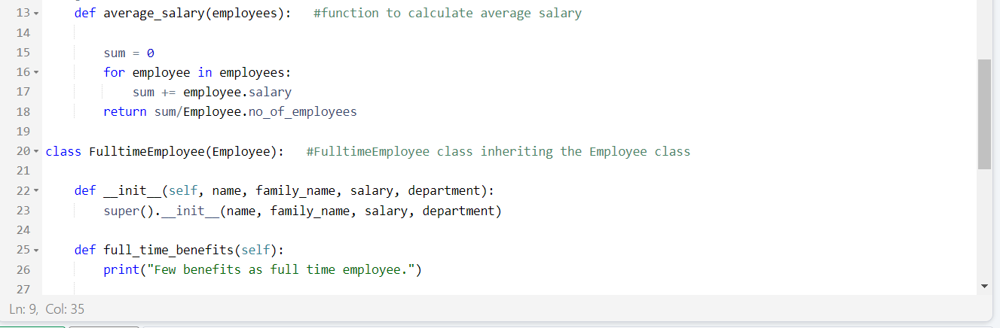 13 def average_salary(employees): #function to calculate average salary
14
15 sum = 0
16 for employee in employees:
17 sum += employee.salary
18 return sum/Employee.no_of_employees
19
20 class FulltimeEmployee(Employee): #FulltimeEmployee class inheriting the Employee class
21
22 def __init__(self, name, family_name, salary, department):
23 super().__init__(name, family_name, salary, department)
24
25 def full_time_benefits(self):
26 print("Few benefits as full time employee.")
27
Ln: 9, Col: 35